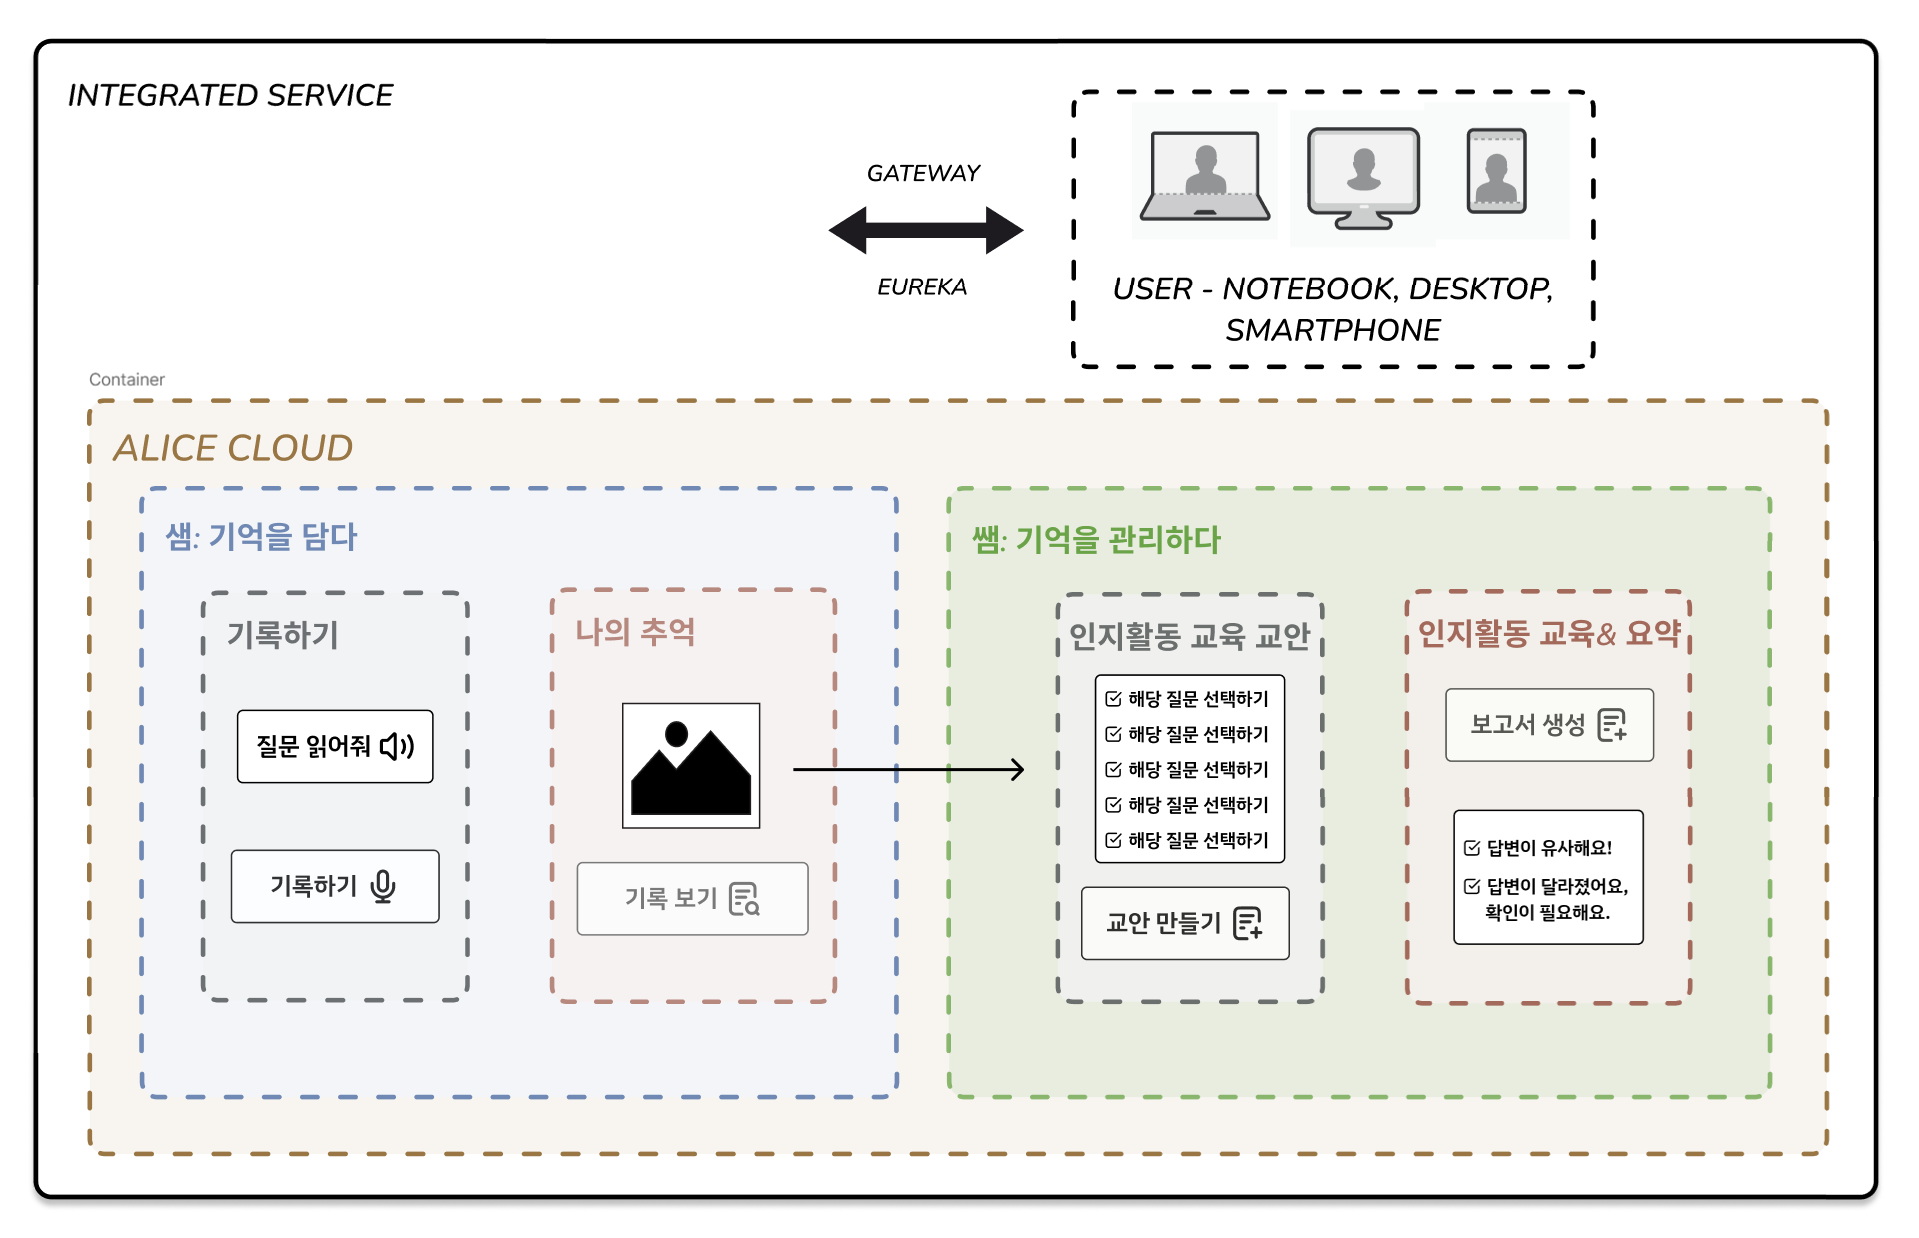 INTEGRATED SERVICE
GATEWAY
EUREKA
USER - NOTEBOOK, DESKTOP,
SMARTPHONE
Container
ALICE CLOUD
샘: 기억을 담다
기록하기
질문 읽어줘
기록하기
나의 추억
기록 보기
쌤: 기억을 관리하다
인지활동 교육 교안
해당 질문 선택하기
해당 질문 선택하기
해당 질문 선택하기
해당 질문 선택하기
해당 질문 선택하기
교안 만들기
인지활동 교육& 요약
보고서 생성
답변이 유사해요!
답변이 달라졌어요,
확인이 필요해요.